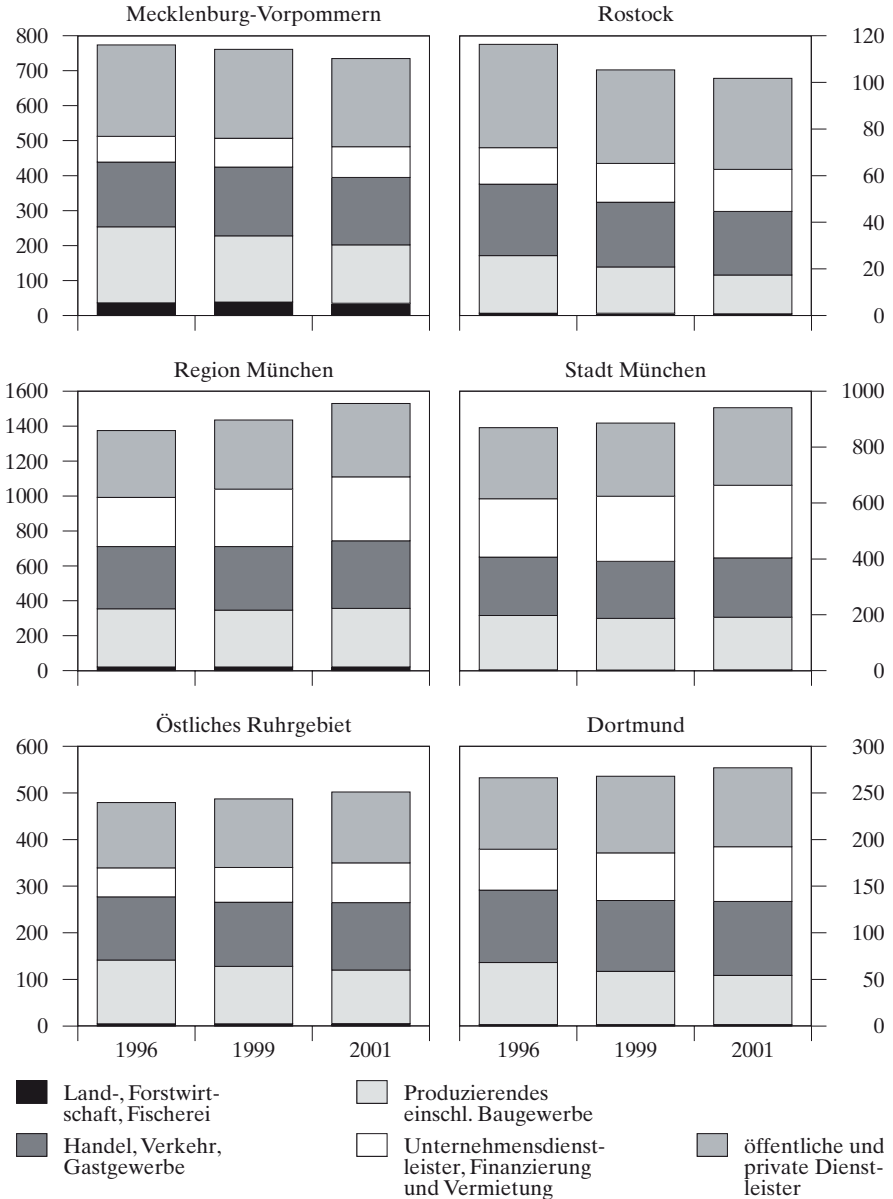 Mecklenburg-Vorpommern
800
700
600
500
400
300
200
100
0
Rostock
120
100
80
60
40
20
0
Region München
1600
1400
1200
1000
800
600
400
200
0
Stadt München
1000
800
600
400
200
0
Östliches Ruhrgebiet
600
500
400
300
200
100
0
1996 1999 2001
Dortmund
300
250
200
150
100
50
0
1996 1999 2001
Land-, Forstwirt-
schaft, Fischerei
Produzierendes
einschl. Baugewerbe
Handel, Verkehr,
Gastgewerbe
Unternehmensdienst-
leister, Finanzierung
und Vermietung
öffentliche und
private Dienst-
leister